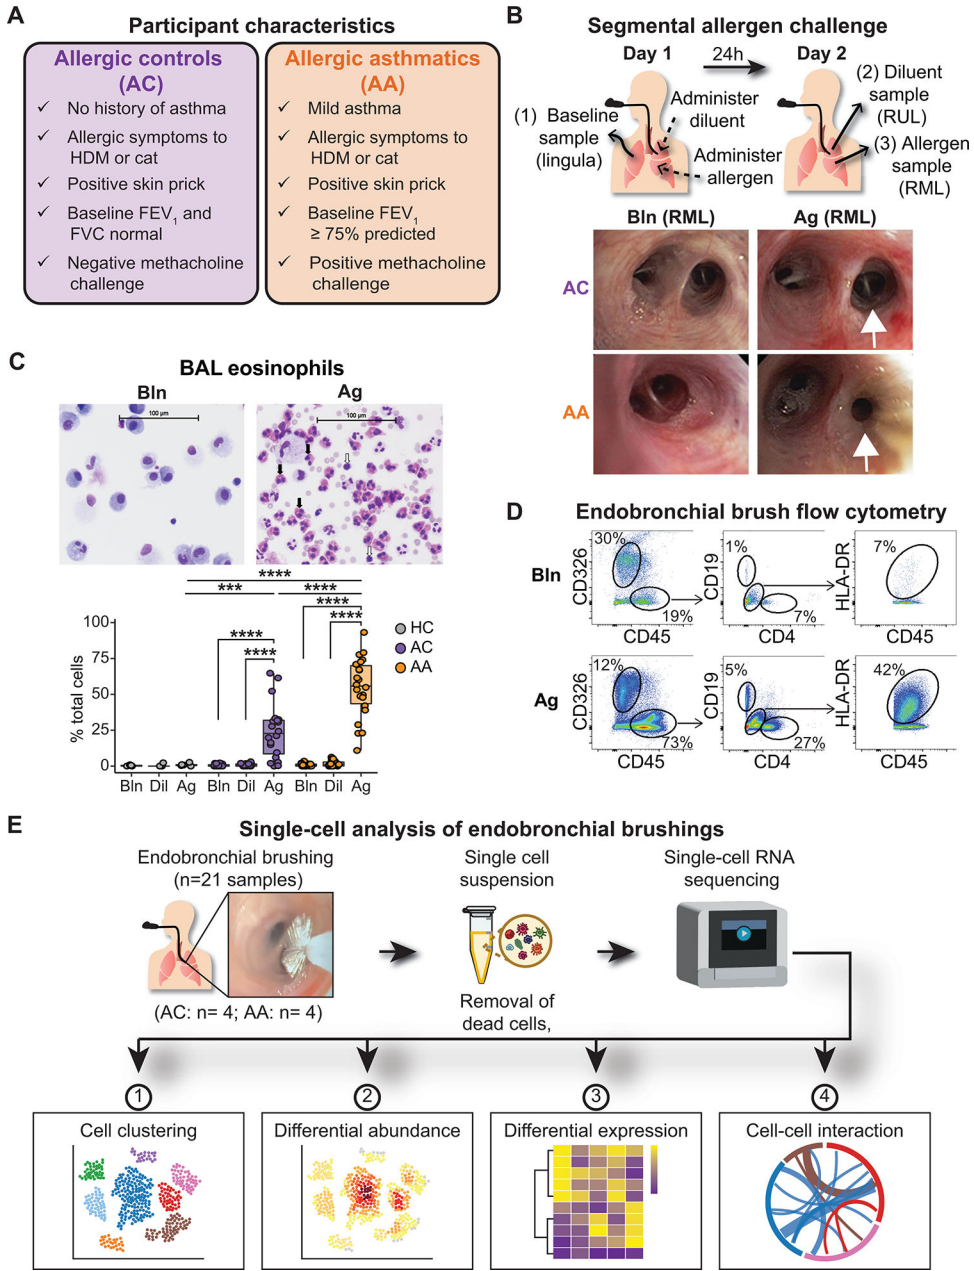 A
Participant characteristics
Allergic controls
(AC)
✓ No history of asthma
✓ Allergic symptoms to
HDM or cat
✓ Positive skin prick
✓ Baseline FEV1 and
FVC normal
✓ Negative methacholine
challenge
Allergic asthmatics
(AA)
✓ Mild asthma
✓ Allergic symptoms to
HDM or cat
✓ Positive skin prick
✓ Baseline FEV1
≥ 75% predicted
✓ Positive methacholine
challenge
B
Segmental allergen challenge
Day 1
24h
Day 2
(1) Baseline
sample
(lingula)
Administer
diluent
Administer
allergen
(2) Diluent
sample
(RUL)
(3) Allergen
sample
(RML)
Bln (RML)
Ag (RML)
AC
AA
C
BAL eosinophils
Bln
Ag
100 μm
100 μm
****
***
****
****
****
****
****
% total cells
100
75
50
25
0
HC
AC
AA
Bln Dil Ag
Bln Dil Ag
Bln Dil Ag
D
Endobronchial brush flow cytometry
Bln
CD326
30%
19%
CD45
CD19
1%
7%
CD4
HLA-DR
7%
CD45
Ag
CD326
12%
73%
CD45
CD19
5%
27%
CD4
HLA-DR
42%
CD45
E
Single-cell analysis of endobronchial brushings
Endobronchial brushing
(n=21 samples)
(AC: n= 4; AA: n= 4)
Single cell
suspension
Removal of
dead cells,
Single-cell RNA
sequencing
1
Cell clustering
2
Differential abundance
3
Differential expression
4
Cell-cell interaction